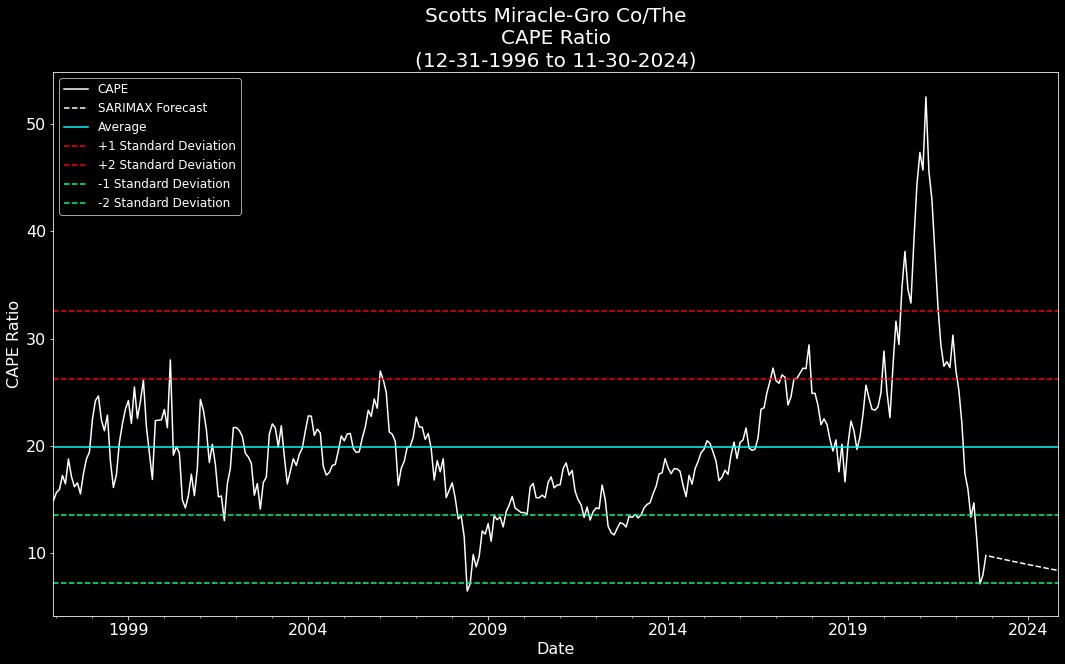 Scotts Miracle-Gro Co/The
CAPE Ratio
(12-31-1996 to 11-30-2024)
CAPE
SARIMAX Forecast
Average
+1 Standard Deviation
+2 Standard Deviation
-1 Standard Deviation
-2 Standard Deviation
50
40
30
20
10
CAPE Ratio
1999 2004 2009 2014 2019 2024
Date